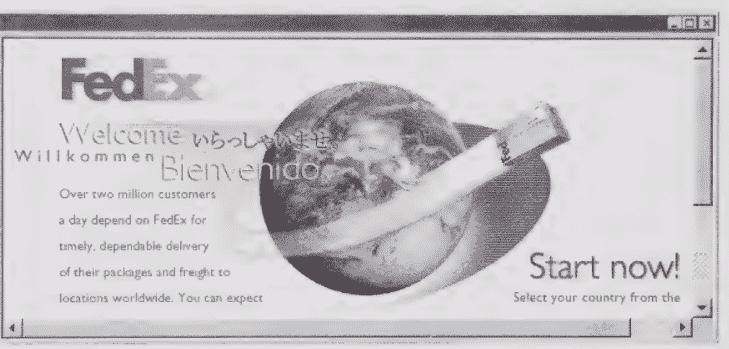 FedEx
Welcome いらっしゃいませ
Willkommen Bienvenido
Over two million customers
a day depend on FedEx for
timely, dependable delivery
of their packages and freight to
locations worldwide. You can expect
Start now!
Select your country from the